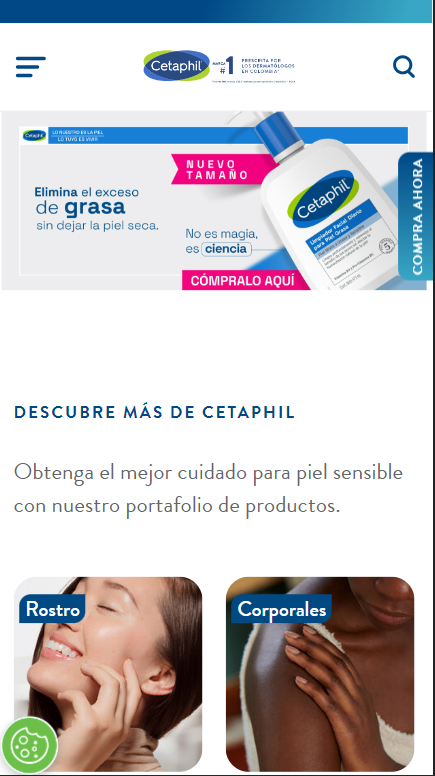 Cetaphil
MARCA
#1
PRESCRITA POR
LOS DERMATÓLOGOS
EN COLOMBIA*
Cetaphil
LO NUESTRO ES LA PIEL
LO TUYO ES VIVIR
NUEVO
TAMAÑO
Elimina el exceso
de grasa
sin dejar la piel seca.
No es magia,
es ciencia
CÓMPRALO AQUÍ
Cetaphil
Limpiador Facial Diario
para Piel Grasa
COMPRA AHORA
DESCUBRE MÁS DE CETAPHIL
Obtenga el mejor cuidado para piel sensible
con nuestro portafolio de productos.
Rostro
Corporales